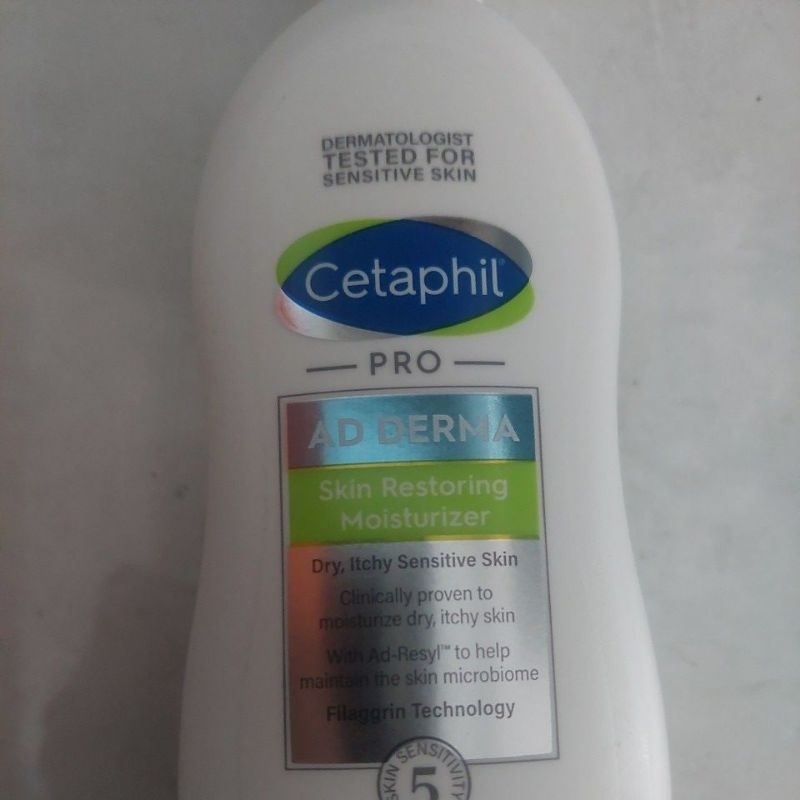 DERMATOLOGIST
TESTED FOR
SENSITIVE SKIN
Cetaphil®
PRO
AD DERMA
Skin Restoring
Moisturizer
Dry, Itchy Sensitive Skin
Clinically proven to
moisturize dry, itchy skin
With Ad-Resyl™ to help
maintain the skin microbiome
Filaggrin Technology
SKIN SENSITIVITY
5